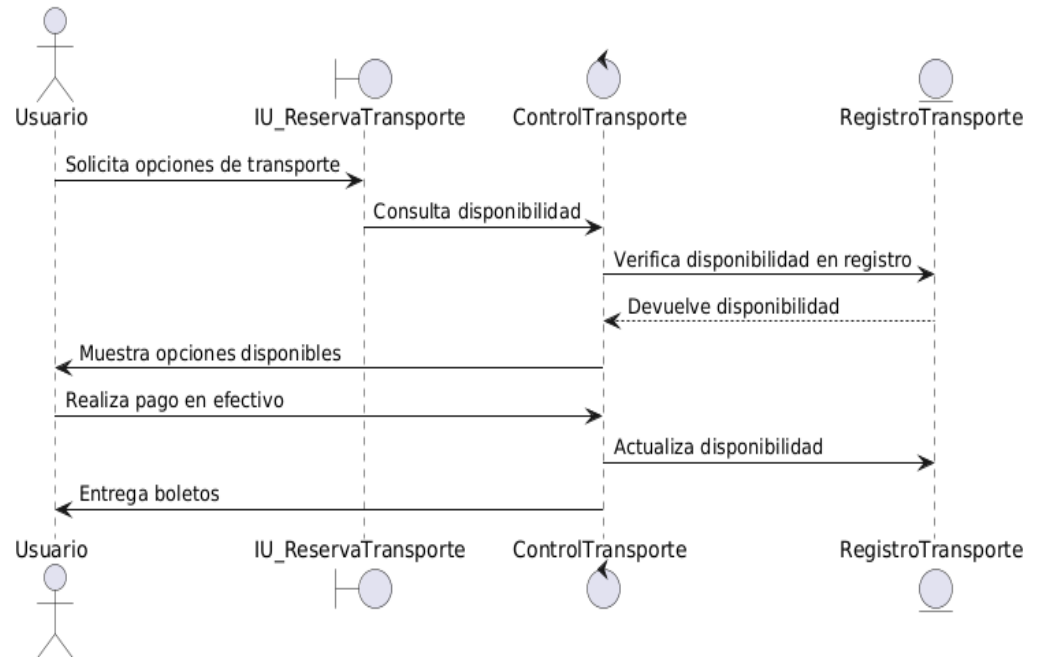 Usuario
IU_ReservaTransporte
ControlTransporte
RegistroTransporte
Solicita opciones de transporte
Consulta disponibilidad
Verifica disponibilidad en registro
Devuelve disponibilidad
Muestra opciones disponibles
Realiza pago en efectivo
Actualiza disponibilidad
Entrega boletos
Usuario
IU_ReservaTransporte
ControlTransporte
RegistroTransporte